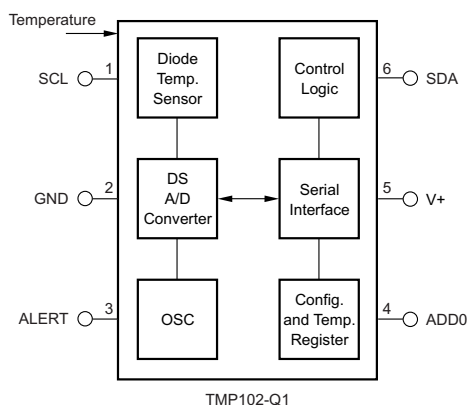 Temperature
SCL
1
Diode
Temp.
Sensor
Control
Logic
6
SDA
GND
2
DS
A/D
Converter
Serial
Interface
5
V+
ALERT
3
OSC
Config.
and Temp.
Register
4
ADD0
TMP102-Q1